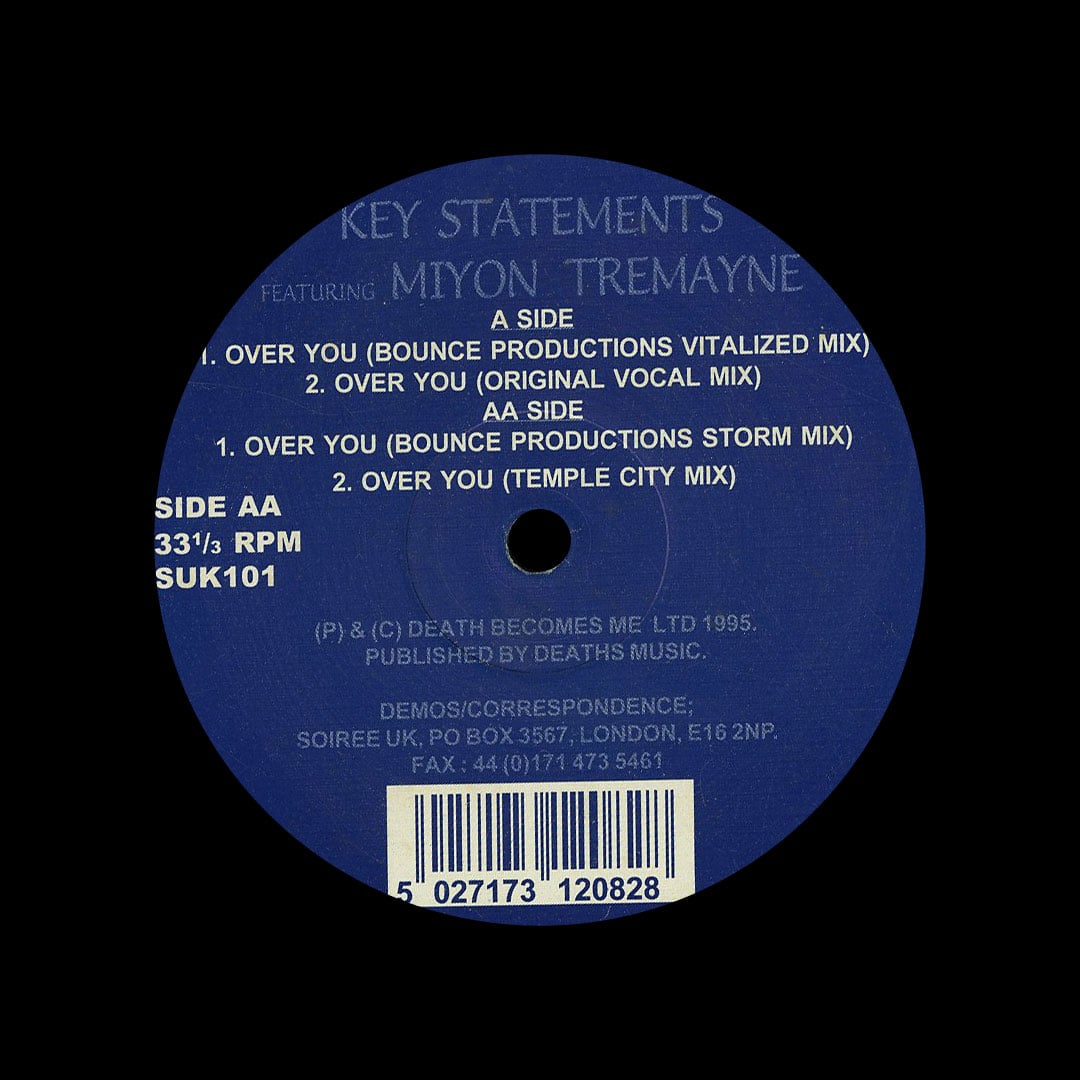 KEY STATEMENTS
FEATURING MIYON TREMAYNE
A SIDE
1. OVER YOU (BOUNCE PRODUCTIONS VITALIZED MIX)
2. OVER YOU (ORIGINAL VOCAL MIX)
AA SIDE
1. OVER YOU (BOUNCE PRODUCTIONS STORM MIX)
2. OVER YOU (TEMPLE CITY MIX)
SIDE AA
33¹/₃ RPM
SUK101
(P) & (C) DEATH BECOMES ME LTD 1995.
PUBLISHED BY DEATHS MUSIC.
DEMOS/CORRESPONDENCE;
SOIREE UK, PO BOX 3567, LONDON, E16 2NP.
FAX : 44 (0)171 473 5461
5 027173 120828